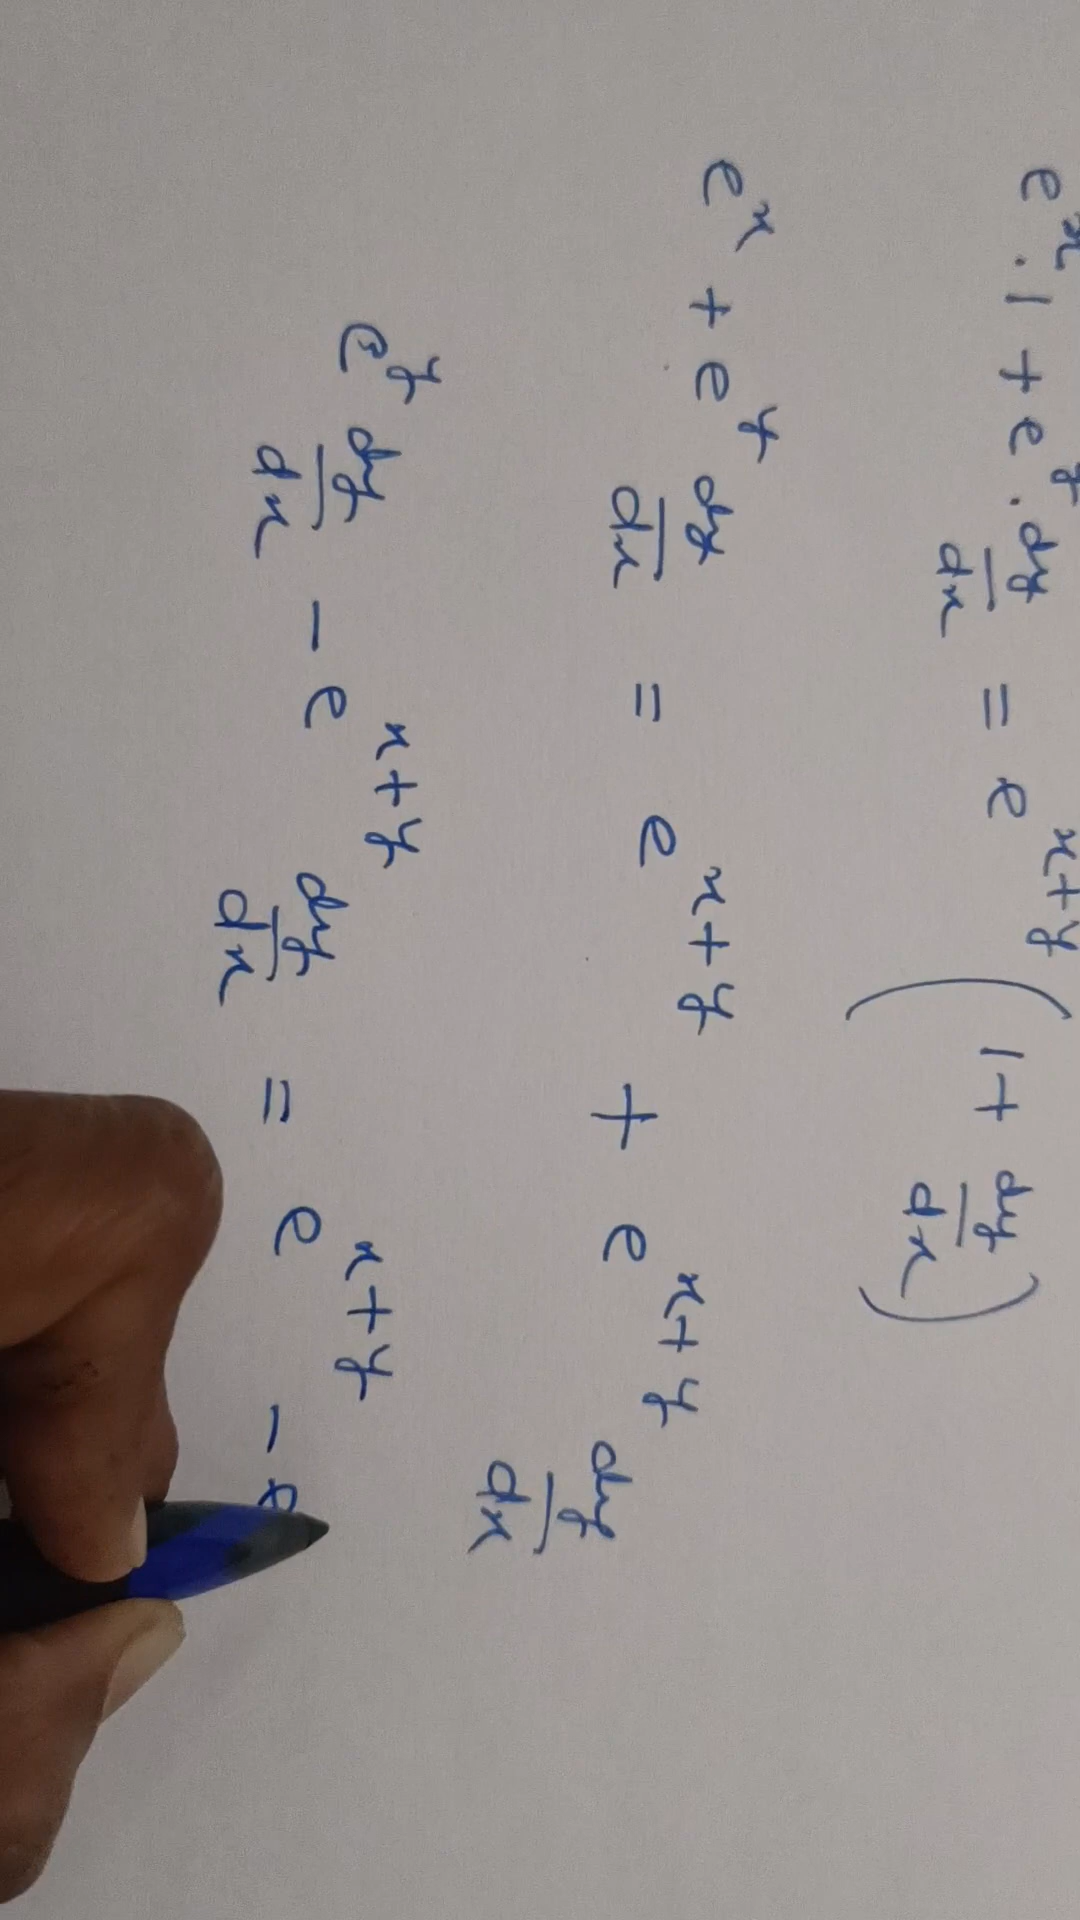 e^x . 1 + e^y . dy/dx = e^{x+y} (1 + dy/dx)
e^x + e^y dy/dx = e^{x+y} + e^{x+y} dy/dx
e^y dy/dx - e^{x+y} dy/dx = e^{x+y} -